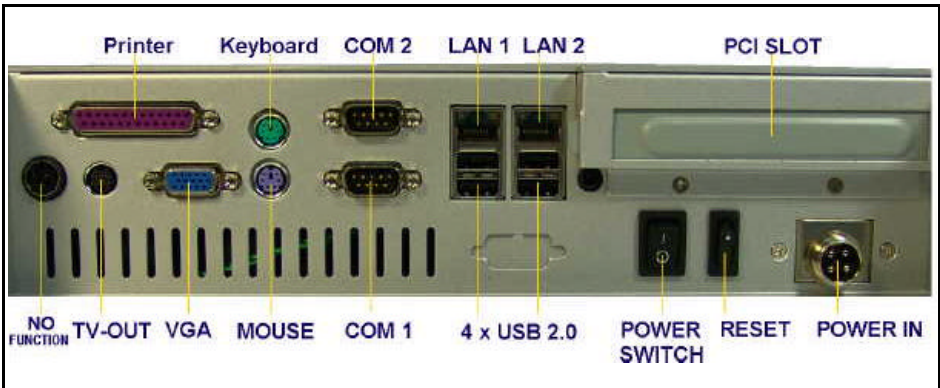 Printer Keyboard COM 2 LAN 1 LAN 2 PCI SLOT
NO FUNCTION TV-OUT VGA MOUSE COM 1 4 x USB 2.0 POWER SWITCH RESET POWER IN